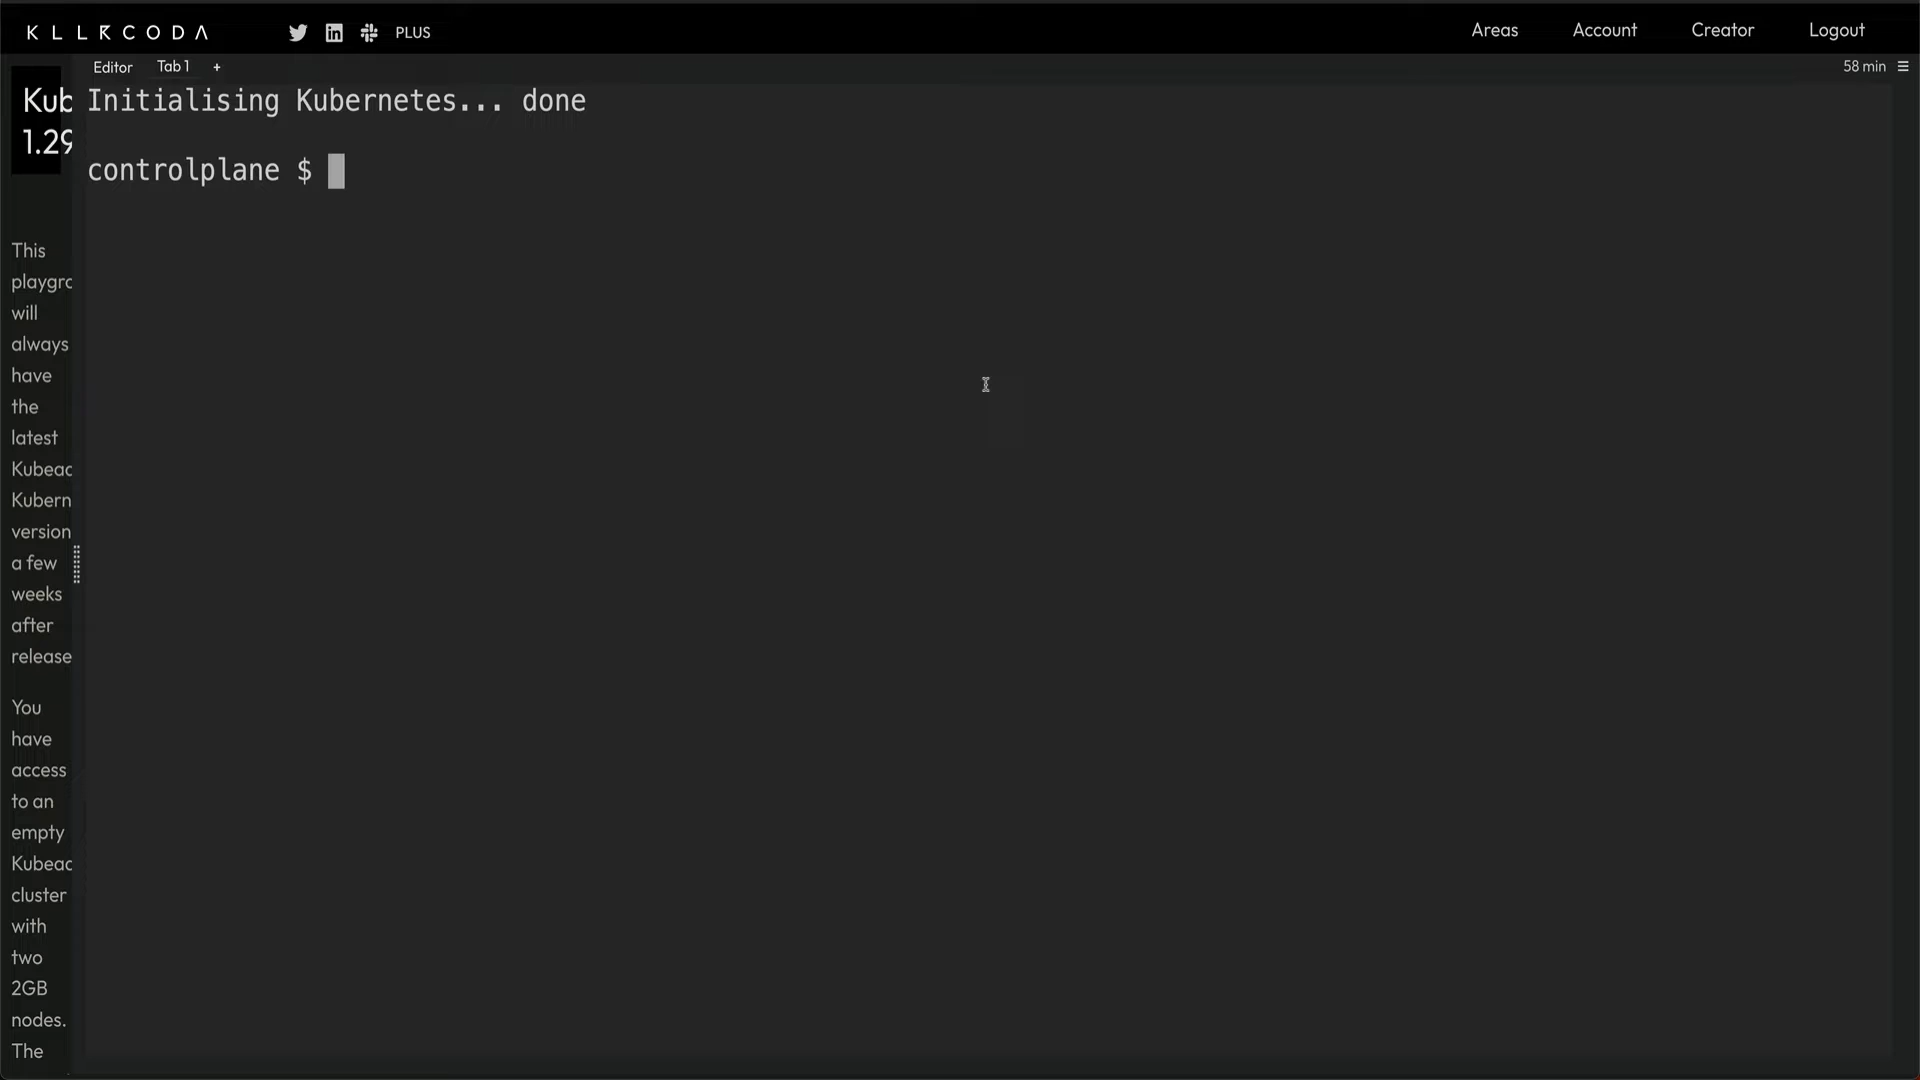 KLLRCODA PLUS Areas Account Creator Logout
Editor Tab 1 + 58 min
Kub
1.29
Initialising Kubernetes... done
controlplane $
This
playgro
will
always
have
the
latest
Kubead
Kubern
version
a few
weeks
after
release
You
have
access
to an
empty
Kubead
cluster
with
two
2GB
nodes.
The